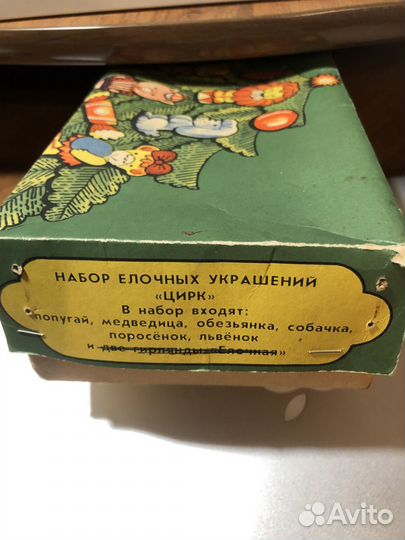 НАБОР ЕЛОЧНЫХ УКРАШЕНИЙ
«ЦИРК»
В набор входят:
попугай, медведица, обезьянка, собачка,
поросёнок, львёнок
и две гирлянды «Елочная»
Avito